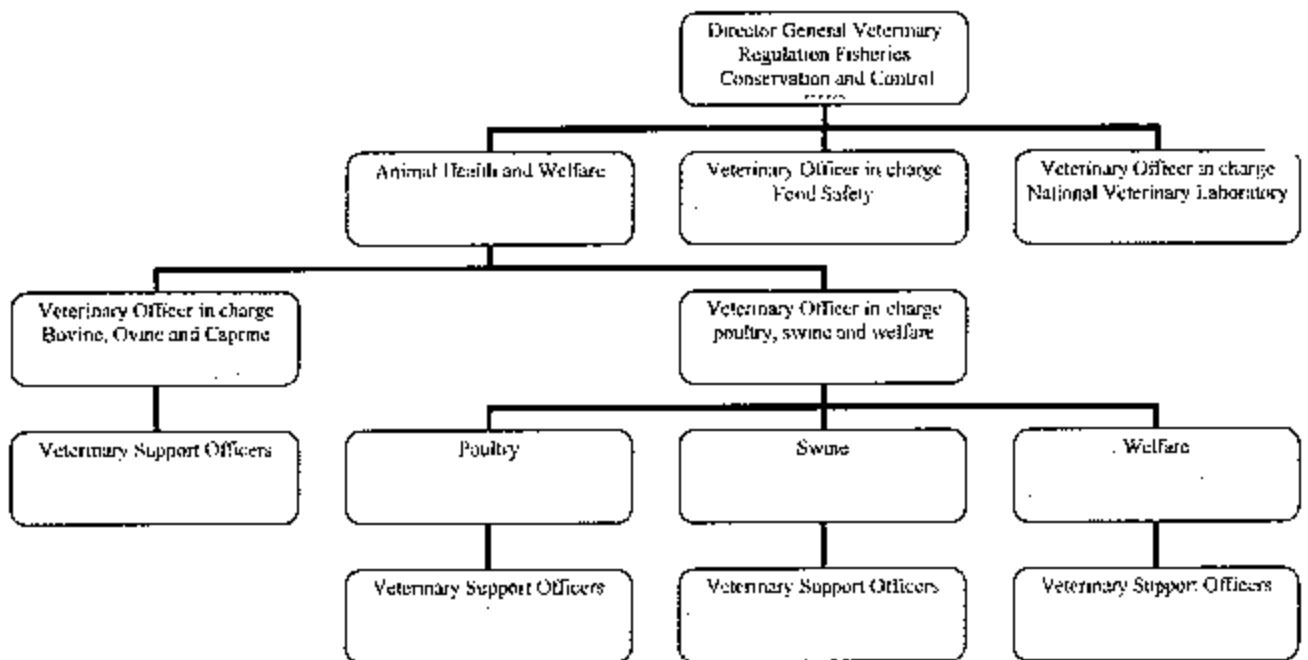 Director General Veterinary
Regulation Fisheries
Conservation and Control
Animal Health and Welfare
Veterinary Officer in charge
Food Safety
Veterinary Officer in charge
National Veterinary Laboratory
Veterinary Officer in charge
Bovine, Ovine and Caprine
Veterinary Officer in charge
poultry, swine and welfare
Veterinary Support Officers
Poultry
Swine
Welfare
Veterinary Support Officers
Veterinary Support Officers
Veterinary Support Officers